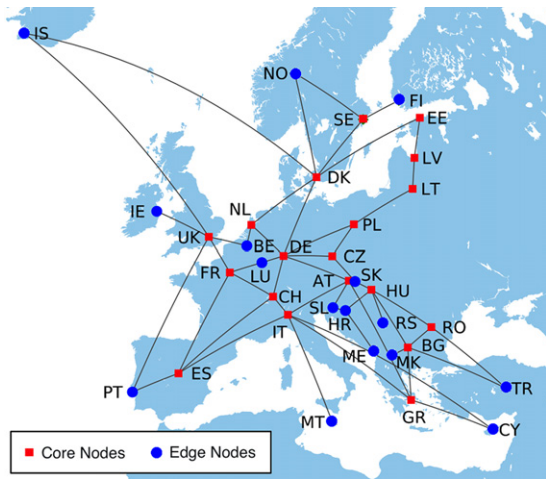 IS
NO
FI
SE
EE
LV
DK
LT
IE
NL
PL
UK
BE
DE
CZ
FR
LU
AT
SK
HU
CH
SL
HR
IT
RS
RO
ME
MK
BG
ES
PT
TR
GR
MT
CY
Core Nodes
Edge Nodes